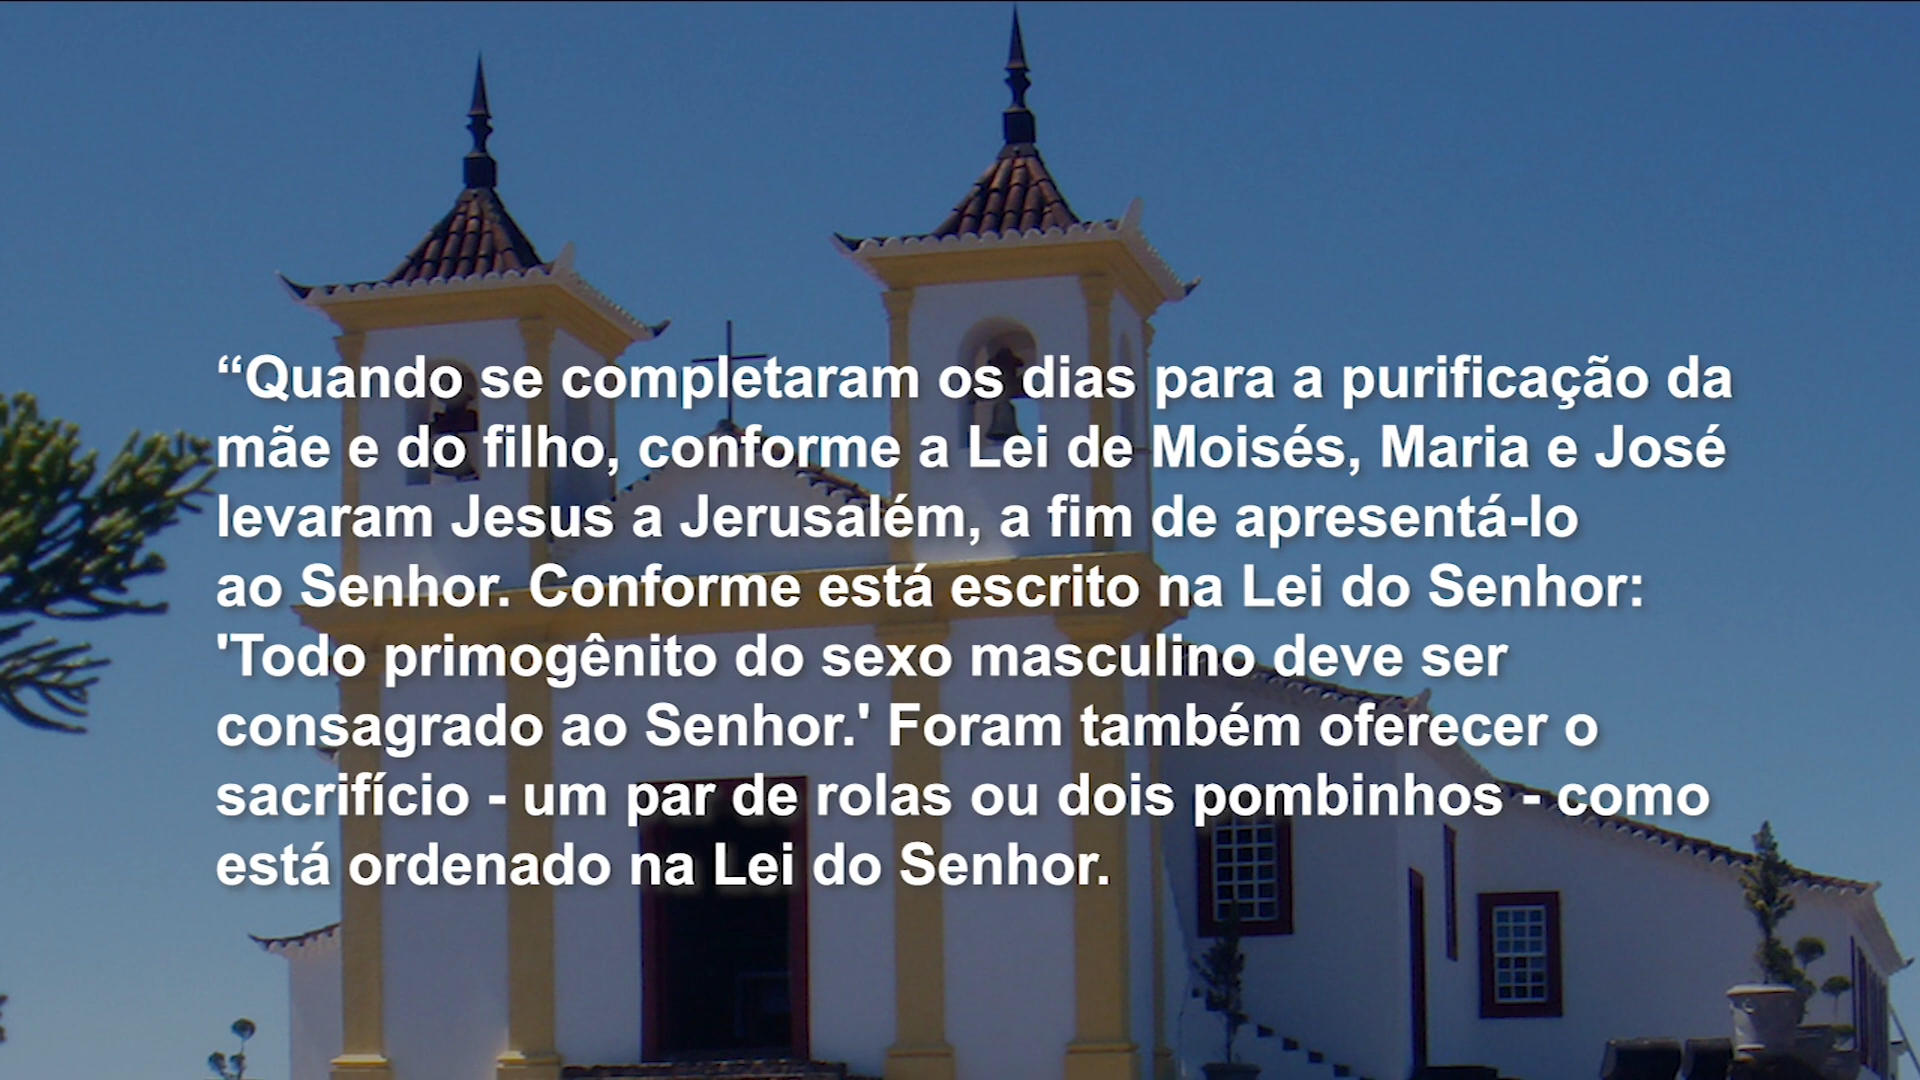 “Quando se completaram os dias para a purificação da
mãe e do filho, conforme a Lei de Moisés, Maria e José
levaram Jesus a Jerusalém, a fim de apresentá-lo
ao Senhor. Conforme está escrito na Lei do Senhor:
'Todo primogênito do sexo masculino deve ser
consagrado ao Senhor.' Foram também oferecer o
sacrifício - um par de rolas ou dois pombinhos - como
está ordenado na Lei do Senhor.